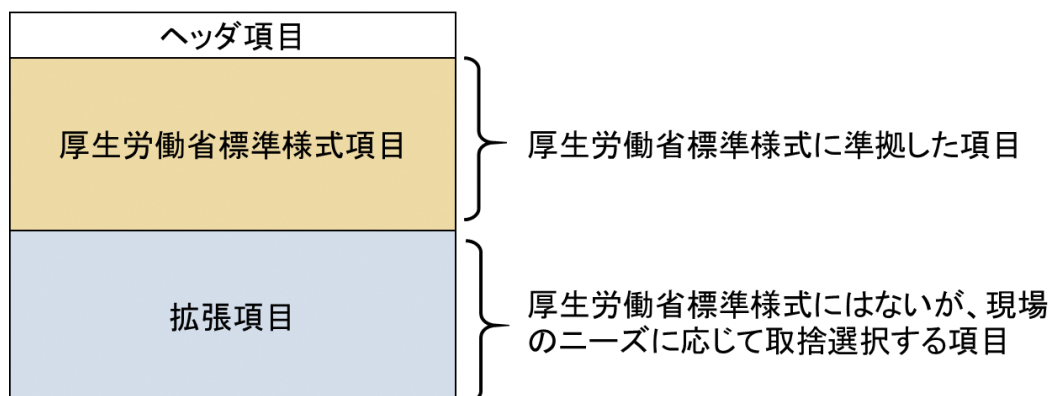 ヘッダ項目
厚生労働省標準様式項目
厚生労働省標準様式に準拠した項目
拡張項目
厚生労働省標準様式にはないが、現場
のニーズに応じて取捨選択する項目